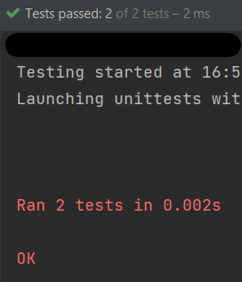 Tests passed: 2 of 2 tests – 2 ms
Testing started at 16:5
Launching unittests wit
Ran 2 tests in 0.002s
OK